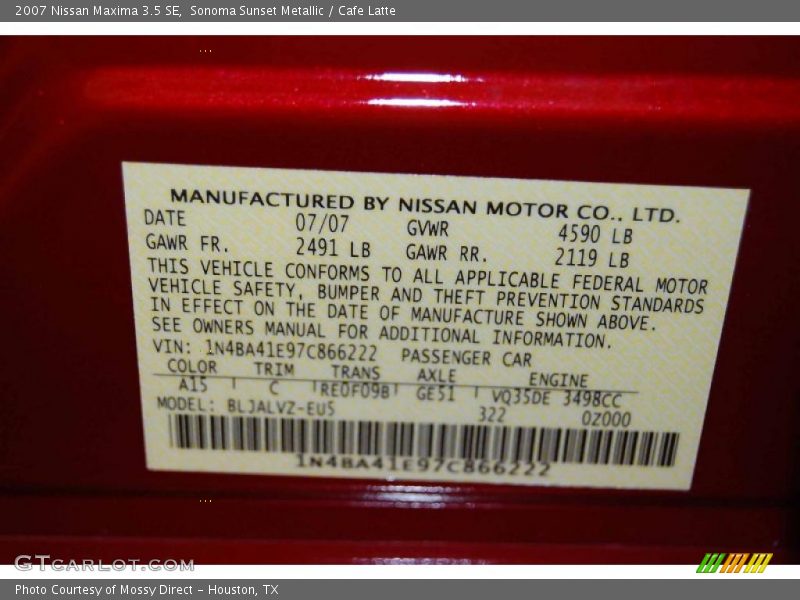 2007 Nissan Maxima 3.5 SE, Sonoma Sunset Metallic / Cafe Latte
MANUFACTURED BY NISSAN MOTOR CO., LTD.
DATE 07/07 GVWR 4590 LB
GAWR FR. 2491 LB GAWR RR. 2119 LB
THIS VEHICLE CONFORMS TO ALL APPLICABLE FEDERAL MOTOR
VEHICLE SAFETY, BUMPER AND THEFT PREVENTION STANDARDS
IN EFFECT ON THE DATE OF MANUFACTURE SHOWN ABOVE.
SEE OWNERS MANUAL FOR ADDITIONAL INFORMATION.
VIN: 1N4BA41E97C866222 PASSENGER CAR
COLOR TRIM TRANS AXLE ENGINE
A15 C RE0F09B GE51 VQ35DE 3498CC
MODEL: BLJALVZ-EU5 322 0Z000
1N4BA41E97C866222
GTCARLOT.COM
Photo Courtesy of Mossy Direct - Houston, TX